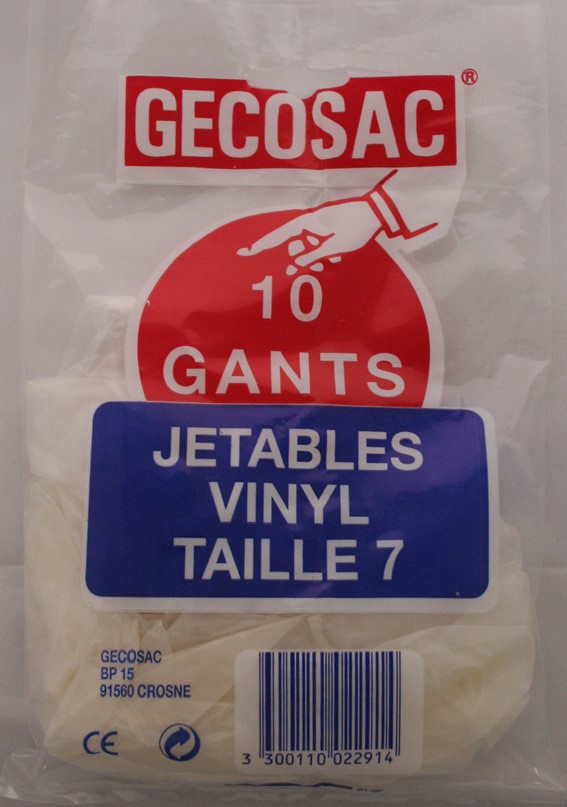 GECOSAC®
10
GANTS
JETABLES
VINYL
TAILLE 7
GECOSAC
BP 15
91560 CROSNE
CE
3 300110 022914